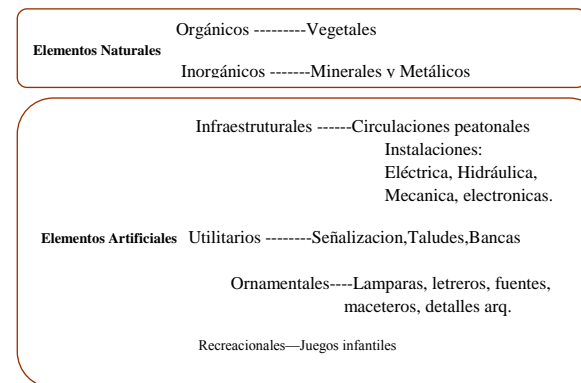 Orgánicos ---------Vegetales
Elementos Naturales
Inorgánicos -------Minerales y Metálicos
Infraestruturales ------Circulaciones peatonales
Instalaciones:
Eléctrica, Hidráulica,
Mecanica, electronicas.
Elementos Artificiales Utilitarios --------Señalizacion,Taludes,Bancas
Ornamentales----Lamparas, letreros, fuentes,
maceteros, detalles arq.
Recreacionales—Juegos infantiles